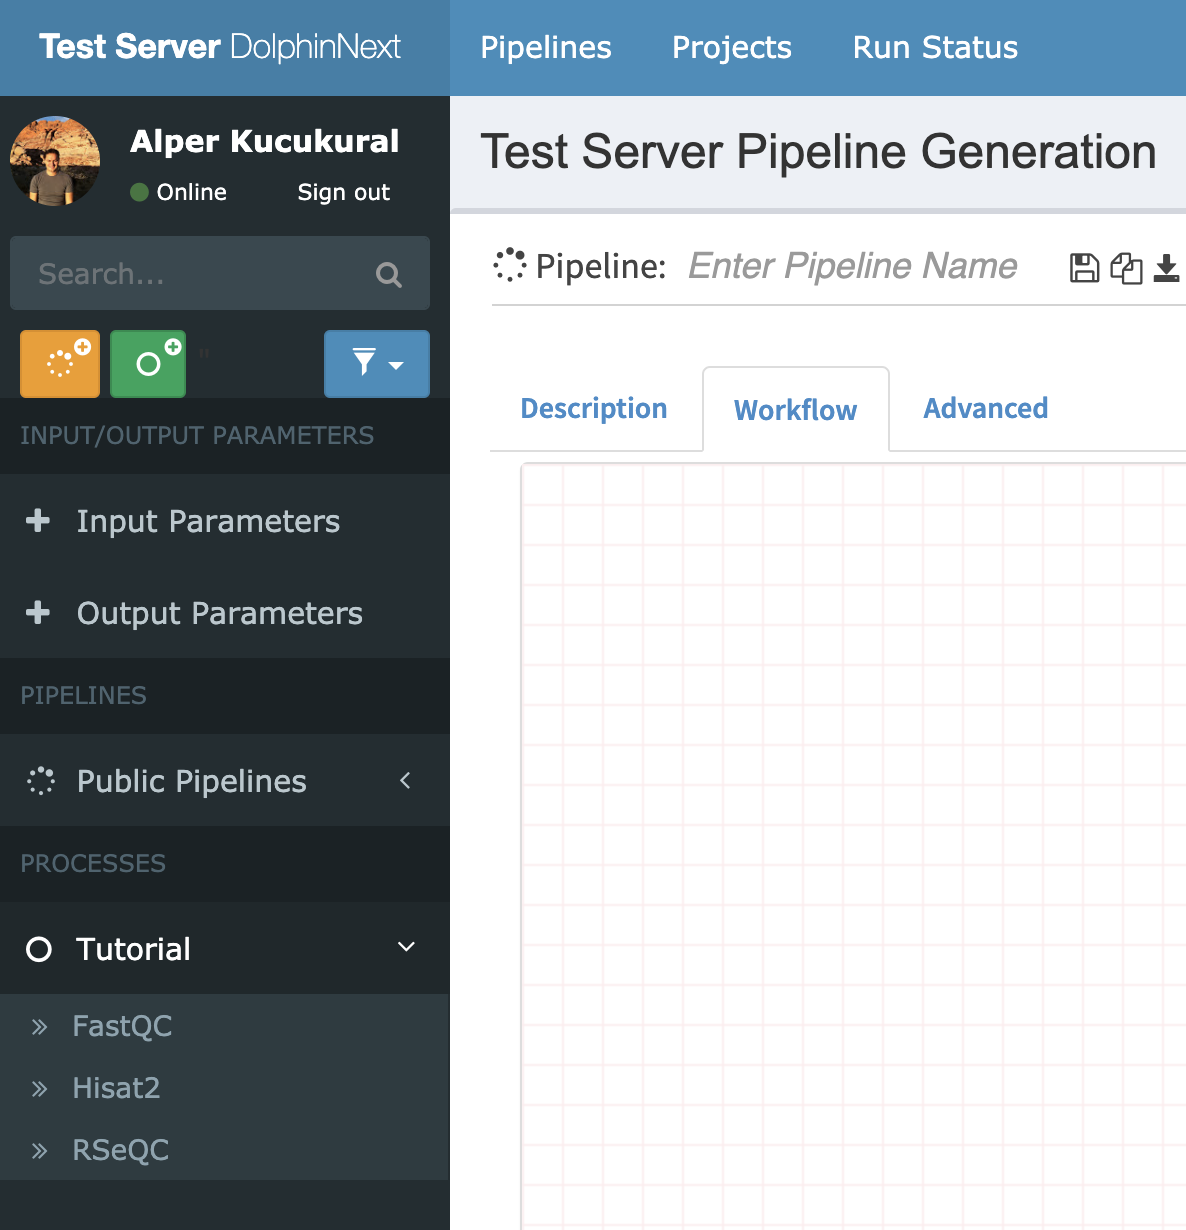 Test Server DolphinNext
Pipelines Projects Run Status
Alper Kucukural
Online Sign out
Search...
"
INPUT/OUTPUT PARAMETERS
Input Parameters
Output Parameters
PIPELINES
Public Pipelines
PROCESSES
Tutorial
FastQC
Hisat2
RSeQC
Test Server Pipeline Generation
Pipeline: Enter Pipeline Name
Description Workflow Advanced